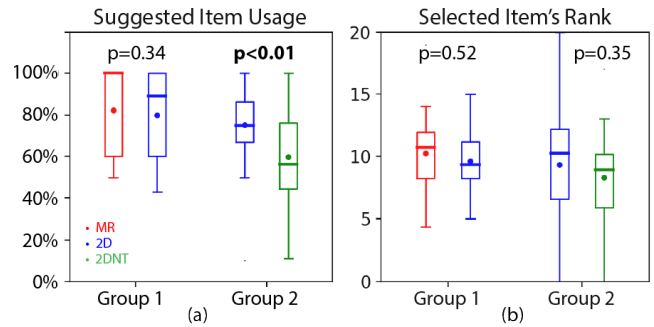 Suggested Item Usage
p=0.34
p<0.01
100%
80%
60%
40%
20%
0%
MR
2D
2DNT
Group 1
Group 2
(a)
Selected Item's Rank
p=0.52
p=0.35
20
15
10
5
0
Group 1
Group 2
(b)